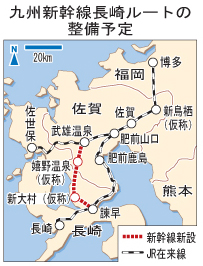 九州新幹線長崎ルートの
整備予定
N
20km
博多
福岡
佐賀
佐賀
新鳥栖
(仮称)
佐世保
武雄温泉
肥前山口
嬉野温泉
(仮称)
肥前鹿島
新大村(仮称)
諫早
熊本
長崎
長崎
新幹線新設
JR在来線